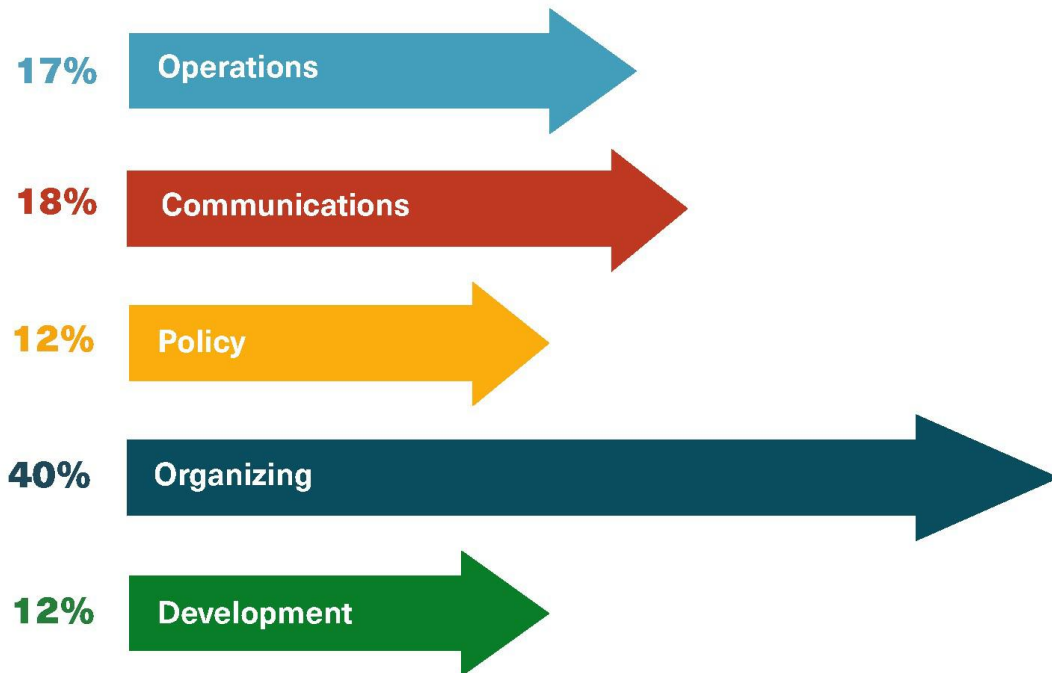 17% Operations
18% Communications
12% Policy
40% Organizing
12% Development